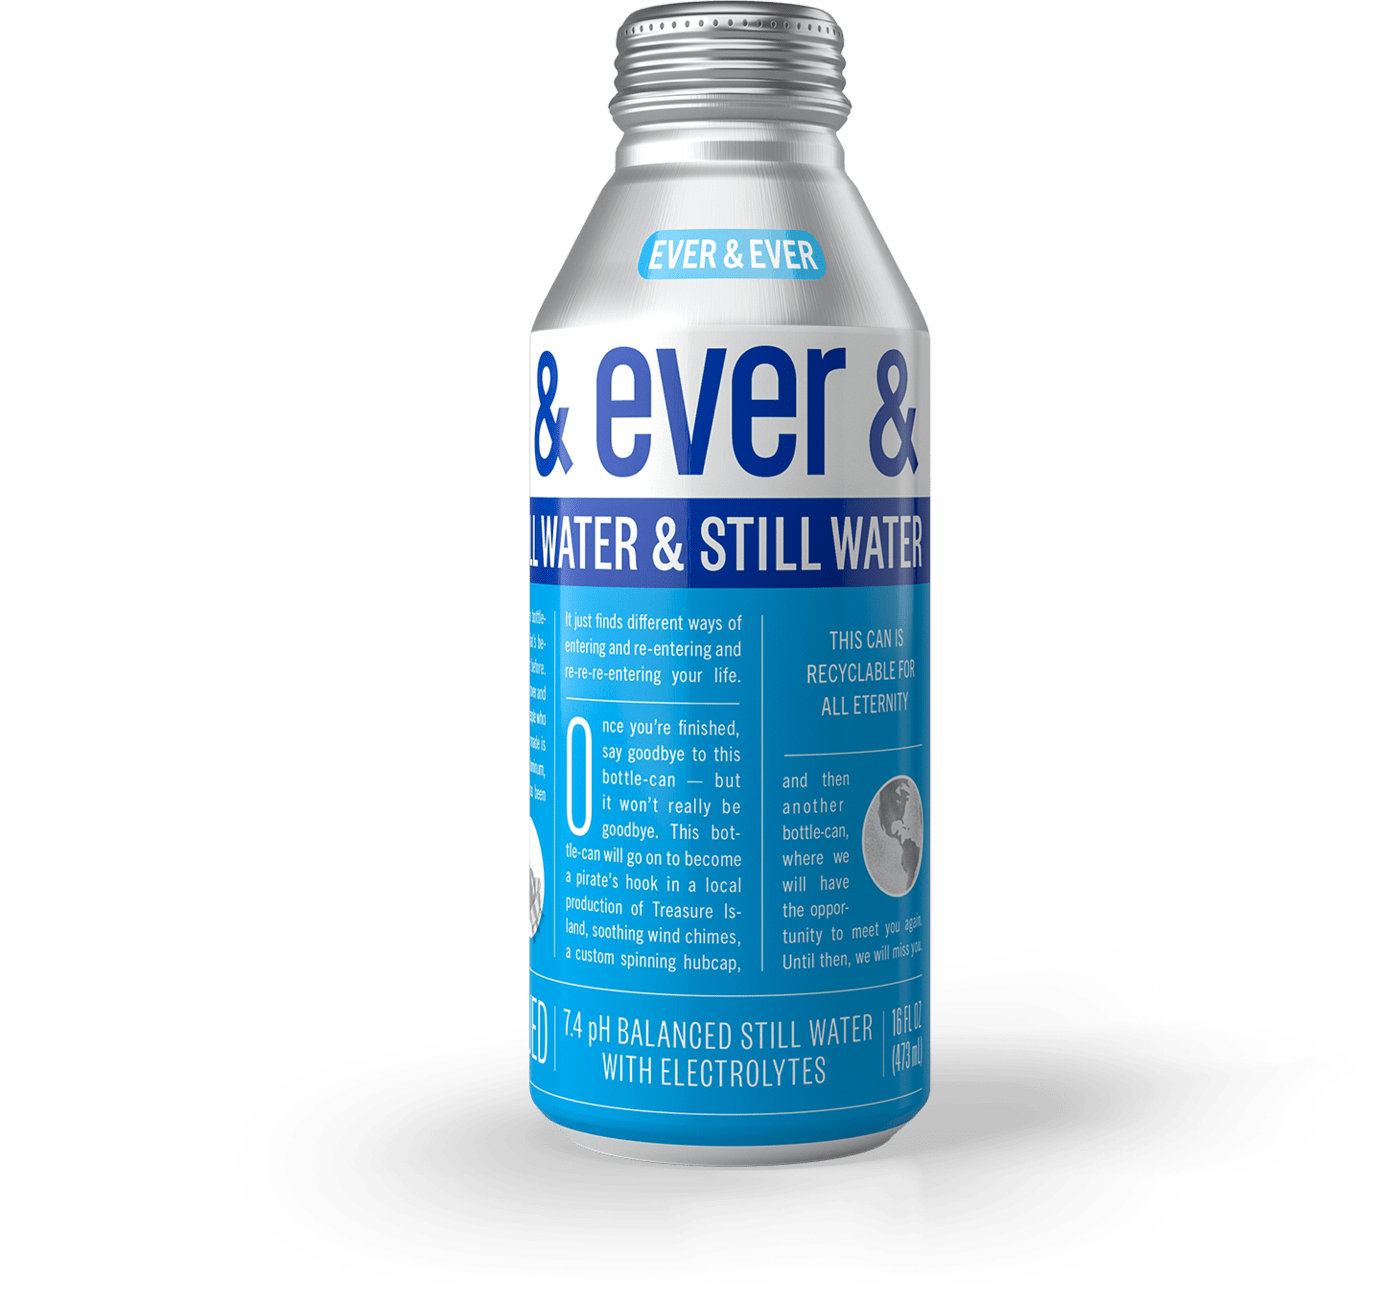 EVER & EVER
& ever &
WATER & STILL WATER
It just finds different ways of
entering and re-entering and
re-re-re-entering your life.
Once you're finished,
say goodbye to this
bottle-can — but
it won't really be
goodbye. This bot-
tle-can will go on to become
a pirate's hook in a local
production of Treasure Is-
land, soothing wind chimes,
a custom spinning hubcap,
THIS CAN IS
RECYCLABLE FOR
ALL ETERNITY
and then
another
bottle-can,
where we
will have
the oppor-
tunity to meet you again.
Until then, we will miss you.
7.4 pH BALANCED STILL WATER
WITH ELECTROLYTES
16 FL OZ
(473 mL)